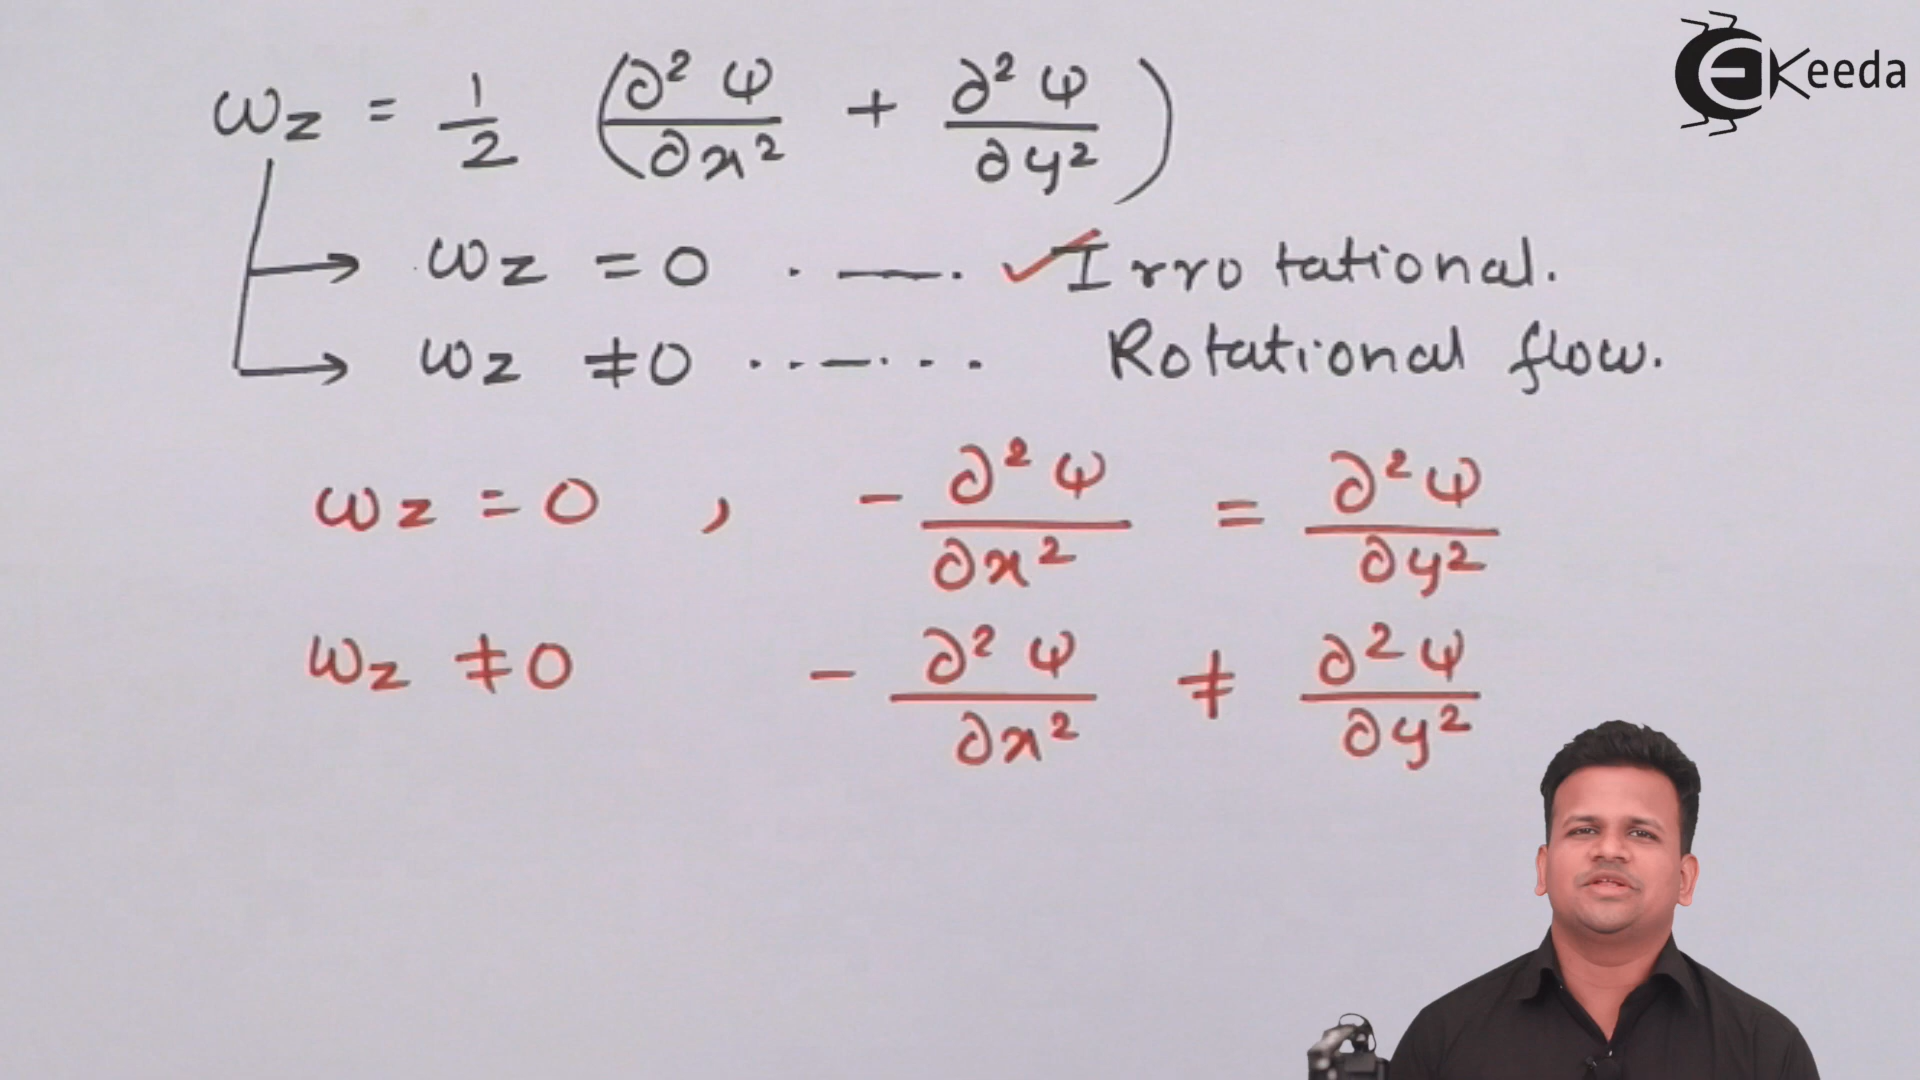 EKeeda
ωz = 1/2 (∂²ψ/∂x² + ∂²ψ/∂y²)
→ ωz = 0 . —. ✓Irrotational.
→ ωz ≠ 0 ..—... Rotational flow.
ωz = 0 , - ∂²ψ/∂x² = ∂²ψ/∂y²
ωz ≠ 0 - ∂²ψ/∂x² ≠ ∂²ψ/∂y²